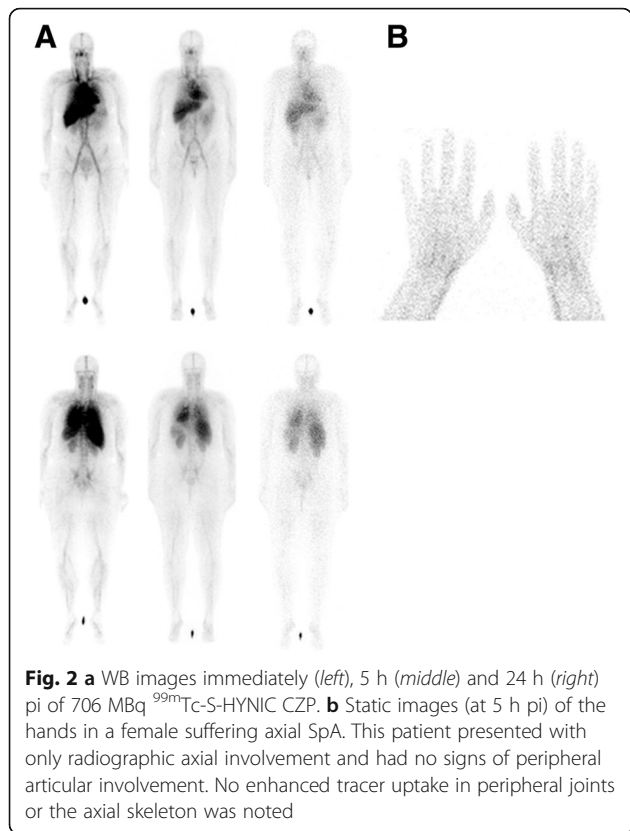 A
B
Fig. 2 a WB images immediately (left), 5 h (middle) and 24 h (right)
pi of 706 MBq 99mTc-S-HYNIC CZP. b Static images (at 5 h pi) of the
hands in a female suffering axial SpA. This patient presented with
only radiographic axial involvement and had no signs of peripheral
articular involvement. No enhanced tracer uptake in peripheral joints
or the axial skeleton was noted